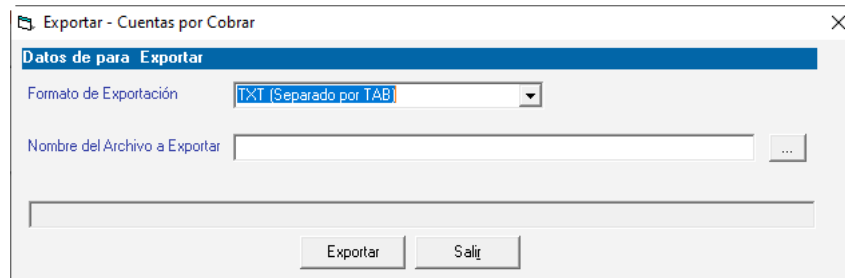 Exportar - Cuentas por Cobrar
Datos de para Exportar
Formato de Exportación TXT (Separado por TAB)
Nombre del Archivo a Exportar ...
Exportar Salir